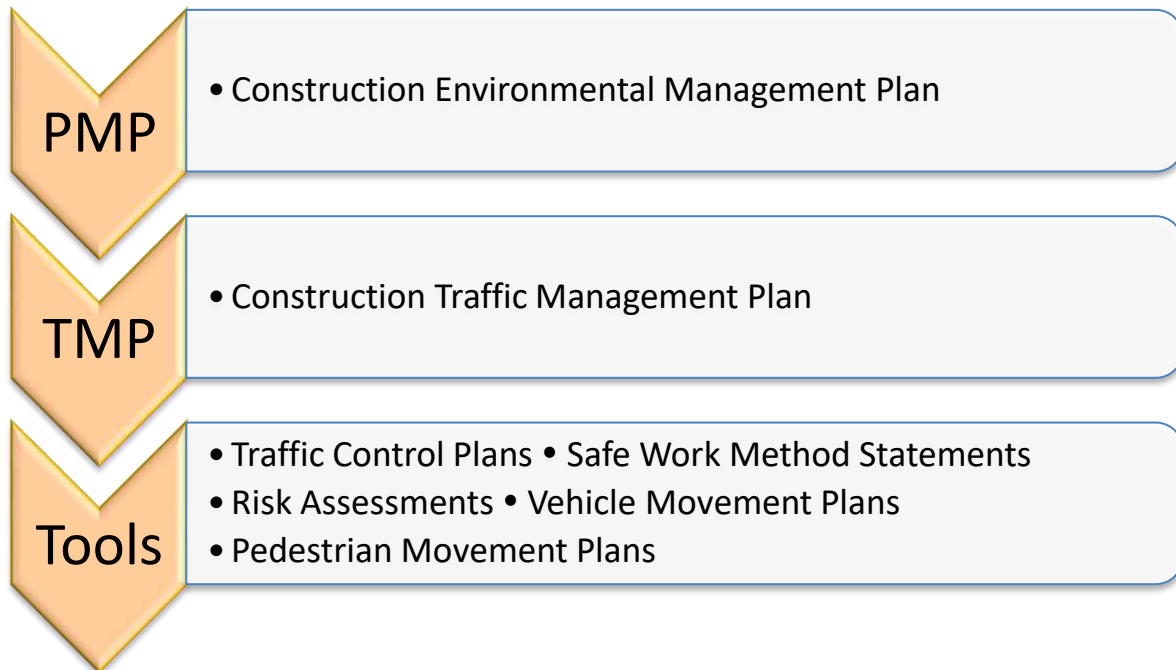 PMP
• Construction Environmental Management Plan
TMP
• Construction Traffic Management Plan
Tools
• Traffic Control Plans • Safe Work Method Statements
• Risk Assessments • Vehicle Movement Plans
• Pedestrian Movement Plans